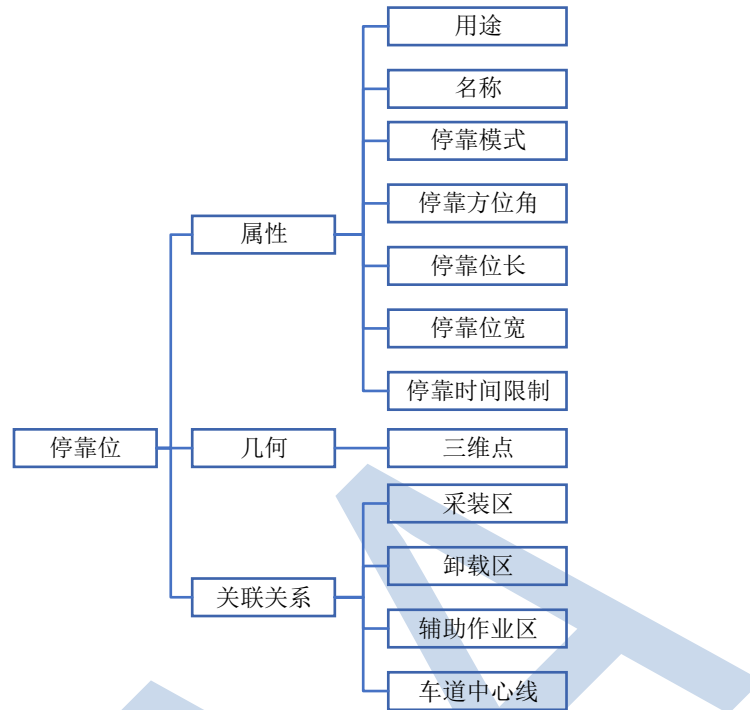 用途
名称
停靠模式
停靠方位角
属性
停靠位长
停靠位宽
停靠时间限制
停靠位
几何
三维点
采装区
卸载区
关联关系
辅助作业区
车道中心线